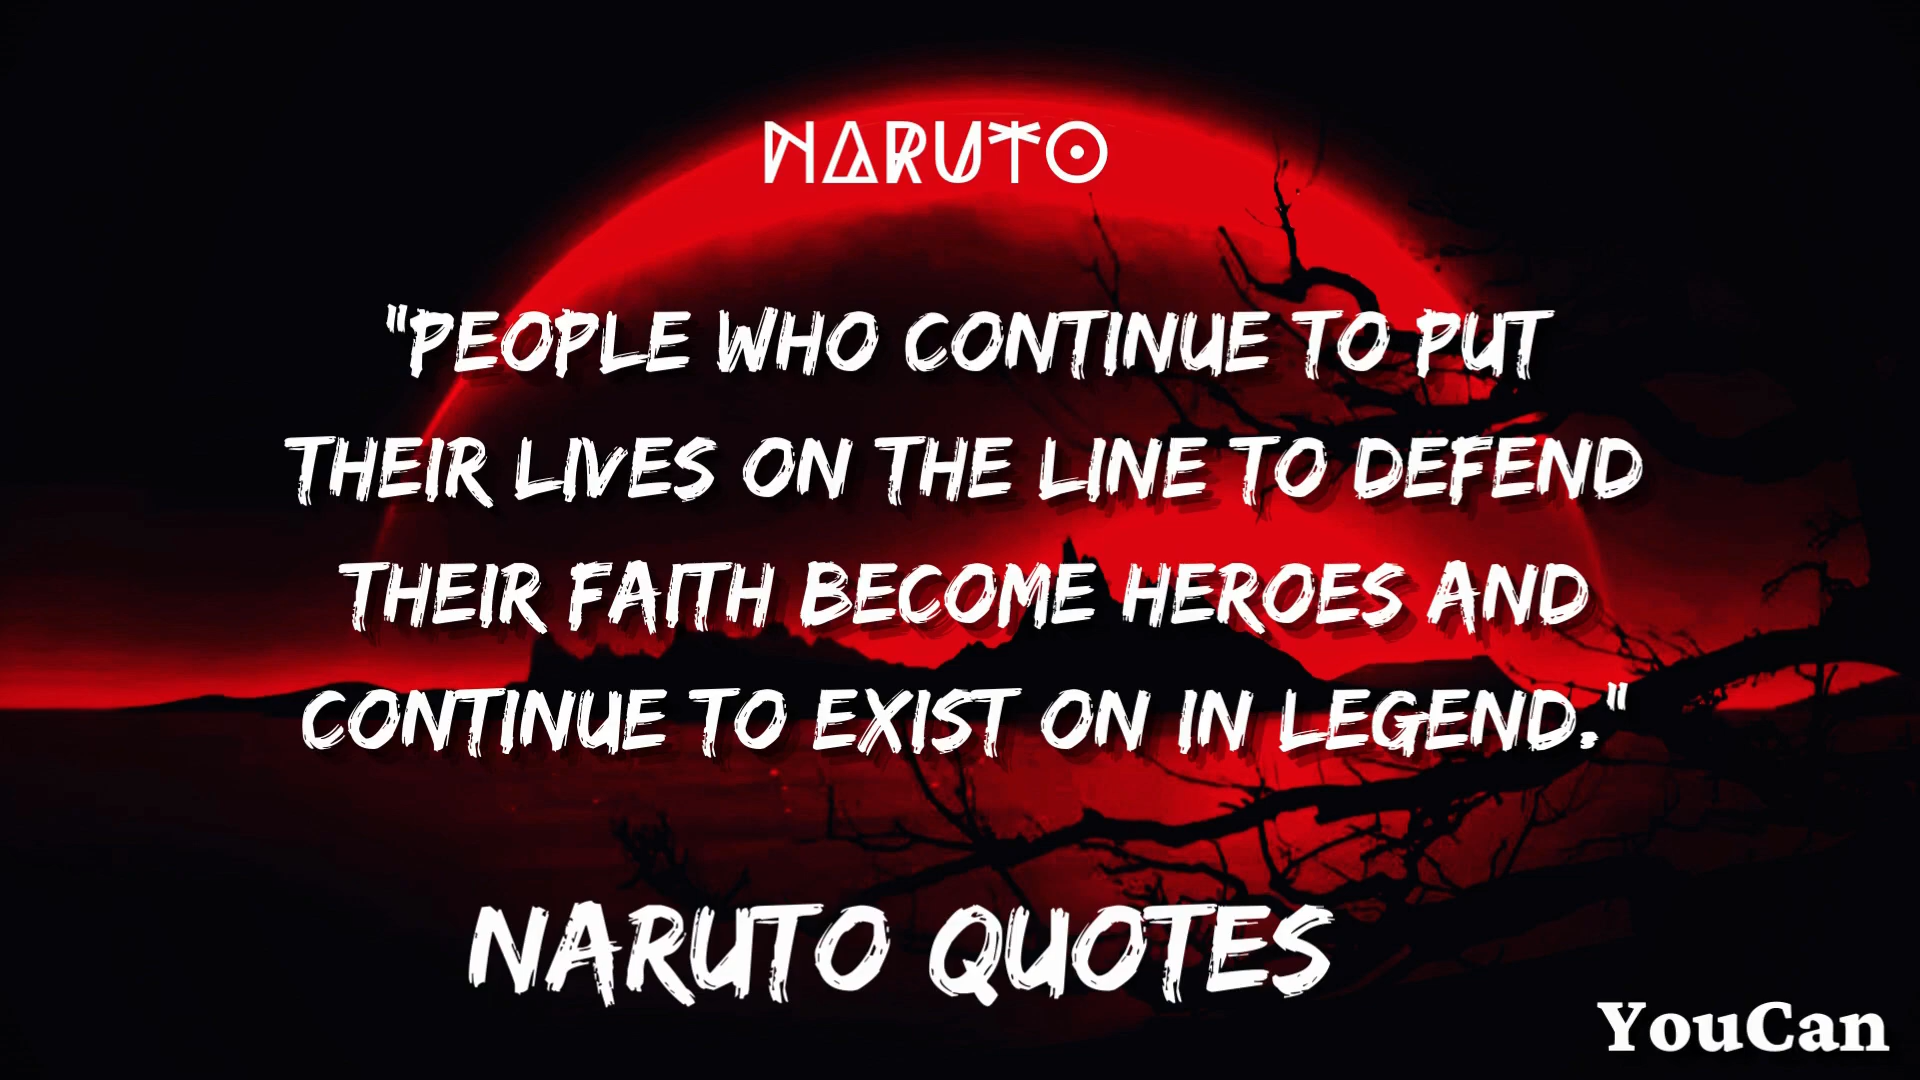 NARUTO
"PEOPLE WHO CONTINUE TO PUT
THEIR LIVES ON THE LINE TO DEFEND
THEIR FAITH BECOME HEROES AND
CONTINUE TO EXIST ON IN LEGEND."
NARUTO QUOTES
YouCan